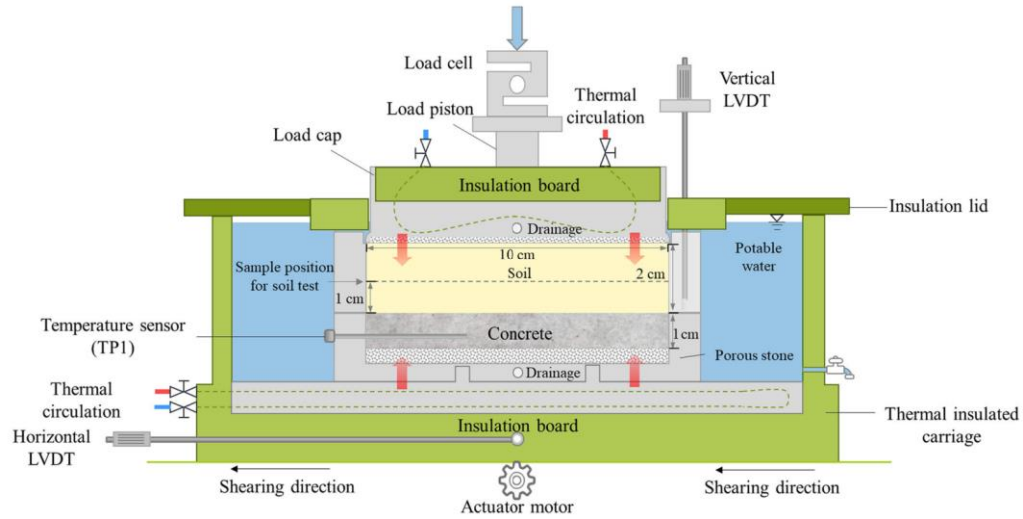 Load cell
Thermal
circulation
Vertical
LVDT
Load piston
Load cap
Insulation board
Insulation lid
Drainage
Potable
water
10 cm
Sample position
for soil test
Soil
2 cm
1 cm
Temperature sensor
(TP1)
Concrete
1 cm
Porous stone
Drainage
Thermal
circulation
Insulation board
Thermal insulated
carriage
Horizontal
LVDT
Shearing direction
Actuator motor
Shearing direction